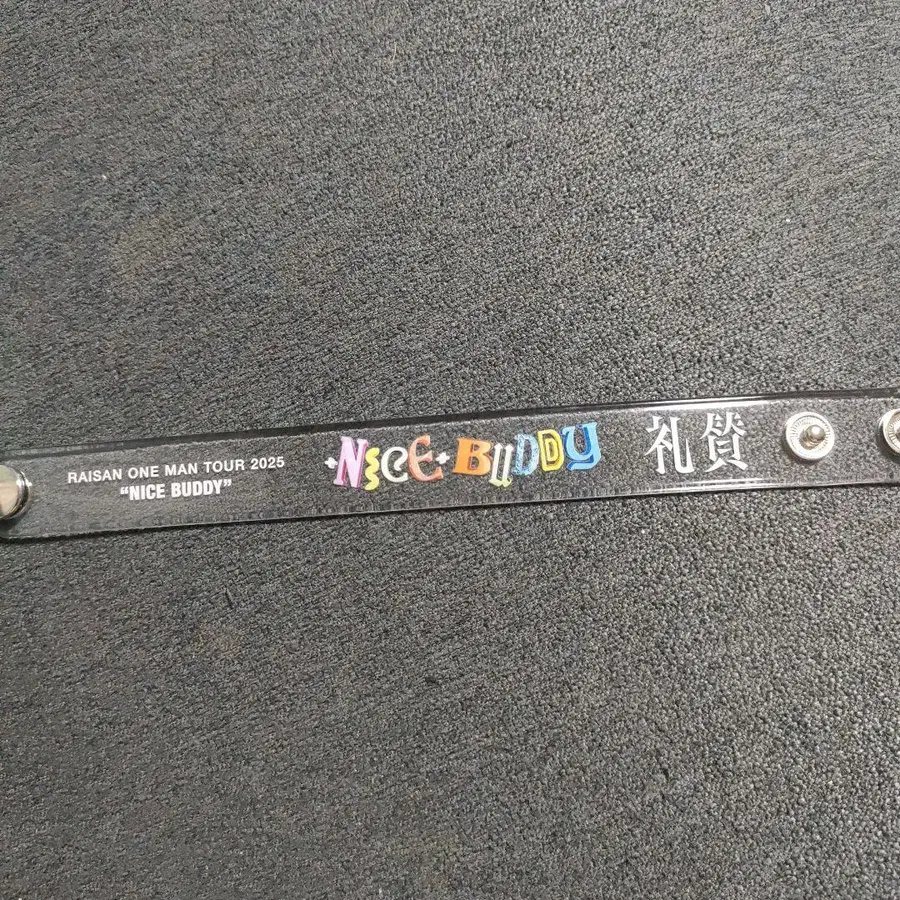 RAISAN ONE MAN TOUR 2025
“NICE BUDDY”
NICE BUDDY
礼賛